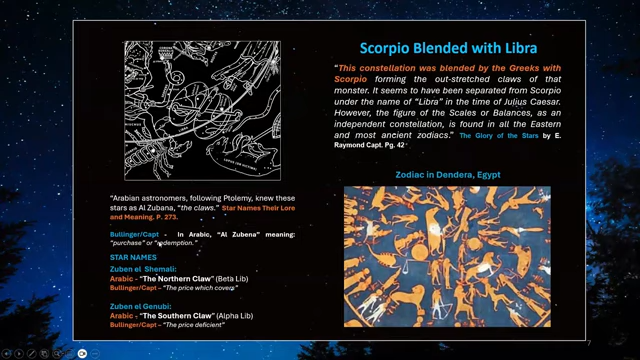 Scorpio Blended with Libra
"This constellation was blended by the Greeks with
Scorpio forming the out-stretched claws of that
monster. It seems to have been separated from Scorpio
under the name of "Libra" in the time of Julius Caesar.
However, the figure of the Scales or Balances, as an
independent constellation, is found in all the Eastern
and most ancient zodiacs." The Glory of the Stars by E.
Raymond Capt. Pg. 42
Zodiac in Dendera, Egypt
"Arabian astronomers, following Ptolemy, knew these
stars as Al Zubana, "the claws." Star Names Their Lore
and Meaning. P. 273.
Bullinger/Capt - In Arabic, "Al Zubena" meaning:
"purchase" or "redemption."
STAR NAMES
Zuben el Shemali:
Arabic - "The Northern Claw" (Beta Lib)
Bullinger/Capt – "The price which covers"
Zuben el Genubi:
Arabic - "The Southern Claw" (Alpha Lib)
Bullinger/Capt – "The price deficient"
7